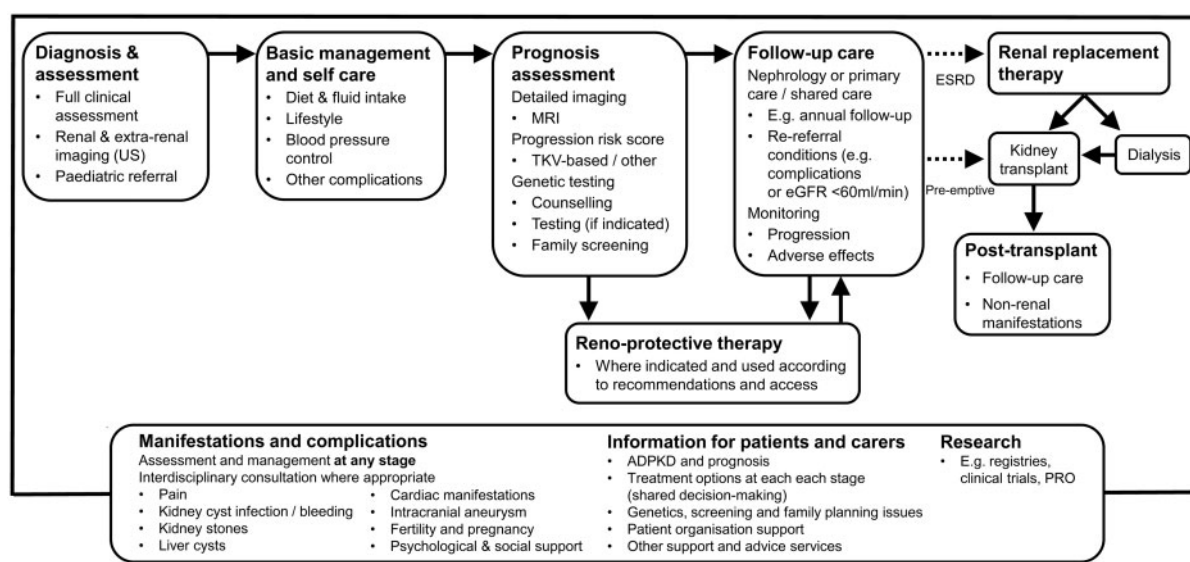 Diagnosis &
assessment
• Full clinical
assessment
• Renal & extra-renal
imaging (US)
• Paediatric referral
Basic management
and self care
• Diet & fluid intake
• Lifestyle
• Blood pressure
control
• Other complications
Prognosis
assessment
Detailed imaging
• MRI
Progression risk score
• TKV-based / other
Genetic testing
• Counselling
• Testing (if indicated)
• Family screening
Follow-up care
Nephrology or primary
care / shared care
• E.g. annual follow-up
• Re-referral
conditions (e.g.
complications
or eGFR <60ml/min)
Monitoring
• Progression
• Adverse effects
ESRD
Pre-emptive
Renal replacement
therapy
Kidney
transplant
Dialysis
Post-transplant
• Follow-up care
• Non-renal
manifestations
Reno-protective therapy
• Where indicated and used according
to recommendations and access
Manifestations and complications
Assessment and management at any stage
Interdisciplinary consultation where appropriate
• Pain
• Kidney cyst infection / bleeding
• Kidney stones
• Liver cysts
• Cardiac manifestations
• Intracranial aneurysm
• Fertility and pregnancy
• Psychological & social support
Information for patients and carers
• ADPKD and prognosis
• Treatment options at each each stage
(shared decision-making)
• Genetics, screening and family planning issues
• Patient organisation support
• Other support and advice services
Research
• E.g. registries,
clinical trials, PRO